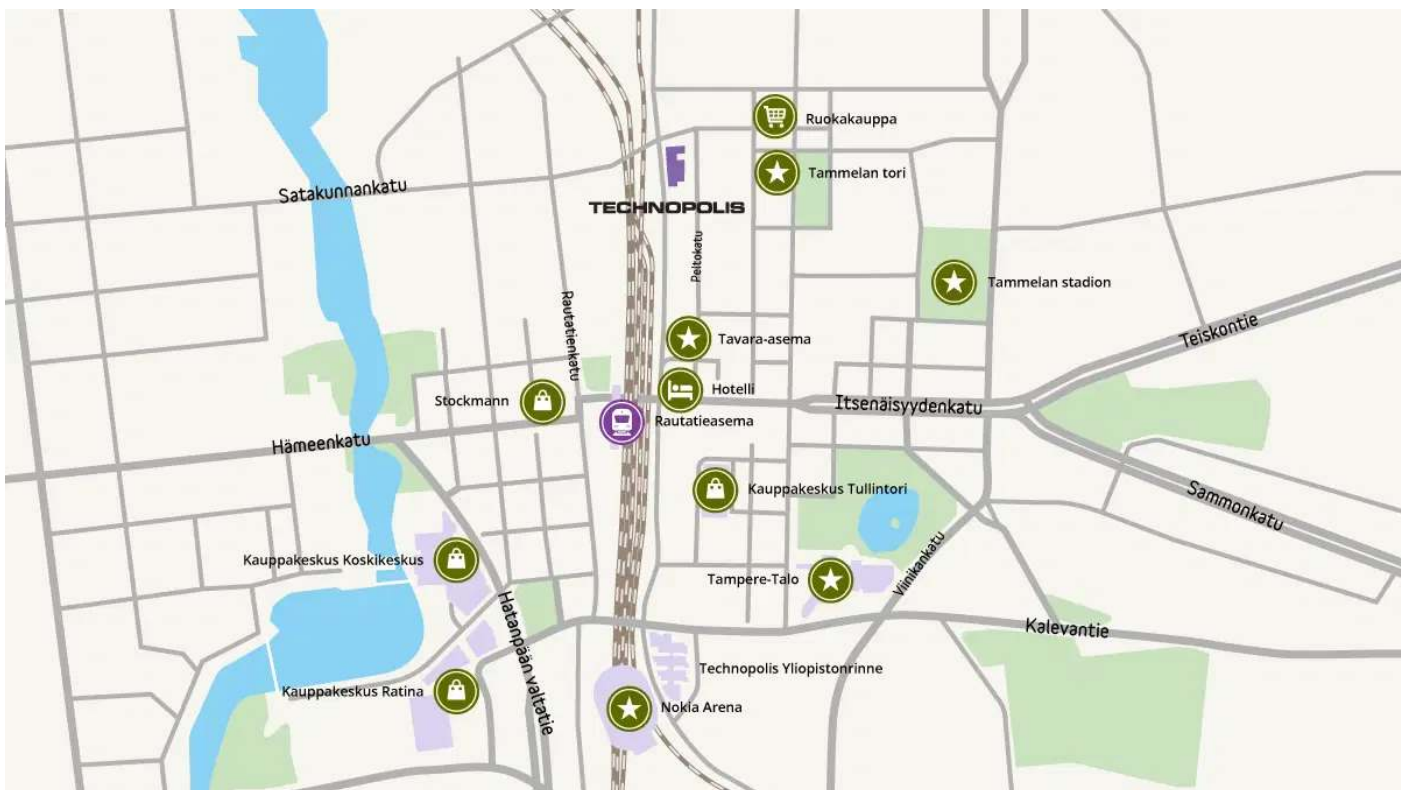 Ruokakauppa
Tammelan tori
Satakunnankatu
TECHNOPOLIS
Peltokatu
Tammelan stadion
Rautatienkatu
Teiskontie
Tavara-asema
Hotelli
Stockmann
Itsenäisyydenkatu
Rautatieasema
Hämeenkatu
Kauppakeskus Tullintori
Sammonkatu
Kauppakeskus Koskikeskus
Viinikankatu
Tampere-Talo
Hatanpään valtatie
Kalevantie
Technopolis Yliopistonrinne
Kauppakeskus Ratina
Nokia Arena